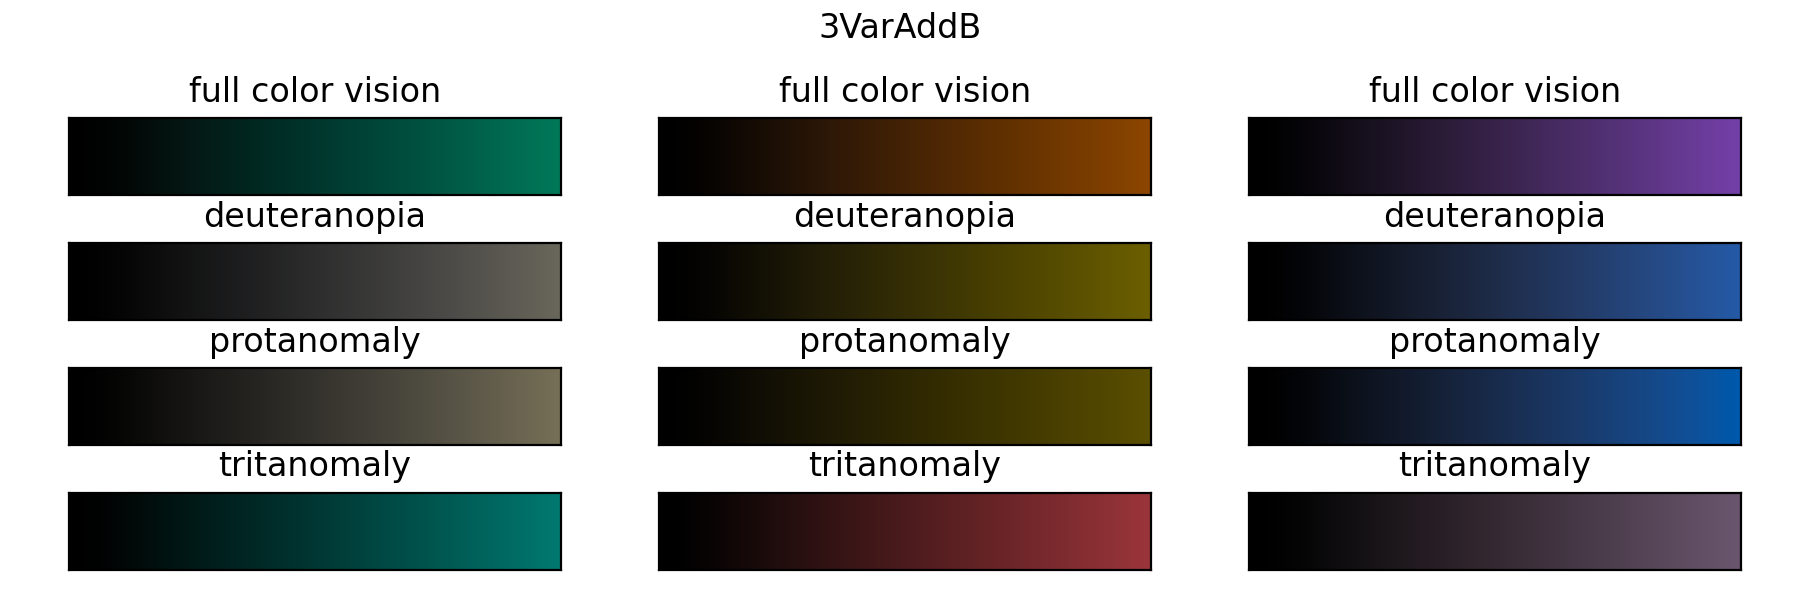 3VarAddB
full color vision
full color vision
full color vision
deuteranopia
deuteranopia
deuteranopia
protanomaly
protanomaly
protanomaly
tritanomaly
tritanomaly
tritanomaly